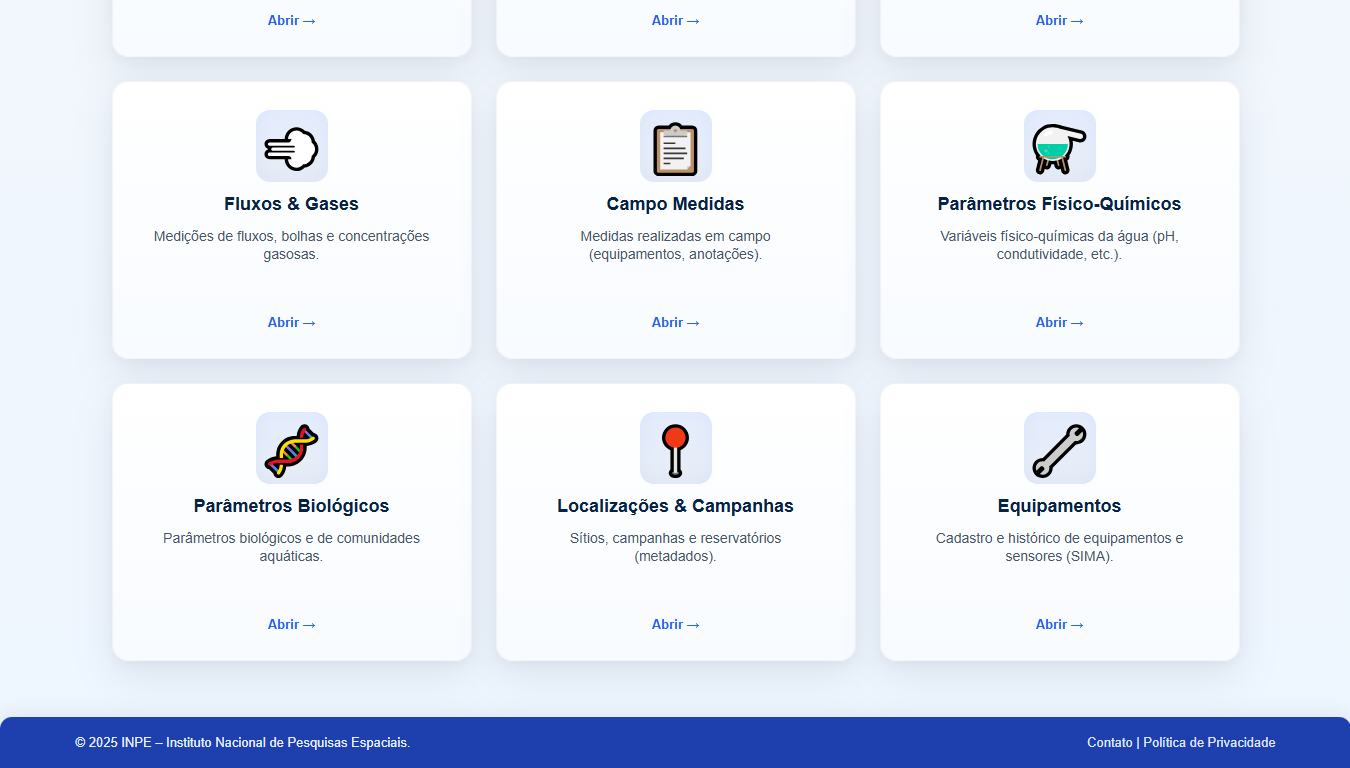 Abrir →
Abrir →
Abrir →
Fluxos & Gases
Medições de fluxos, bolhas e concentrações
gasosas.
Abrir →
Campo Medidas
Medidas realizadas em campo
(equipamentos, anotações).
Abrir →
Parâmetros Físico-Químicos
Variáveis físico-químicas da água (pH,
condutividade, etc.).
Abrir →
Parâmetros Biológicos
Parâmetros biológicos e de comunidades
aquáticas.
Abrir →
Localizações & Campanhas
Sítios, campanhas e reservatórios
(metadados).
Abrir →
Equipamentos
Cadastro e histórico de equipamentos e
sensores (SIMA).
Abrir →
© 2025 INPE – Instituto Nacional de Pesquisas Espaciais.
Contato | Política de Privacidade